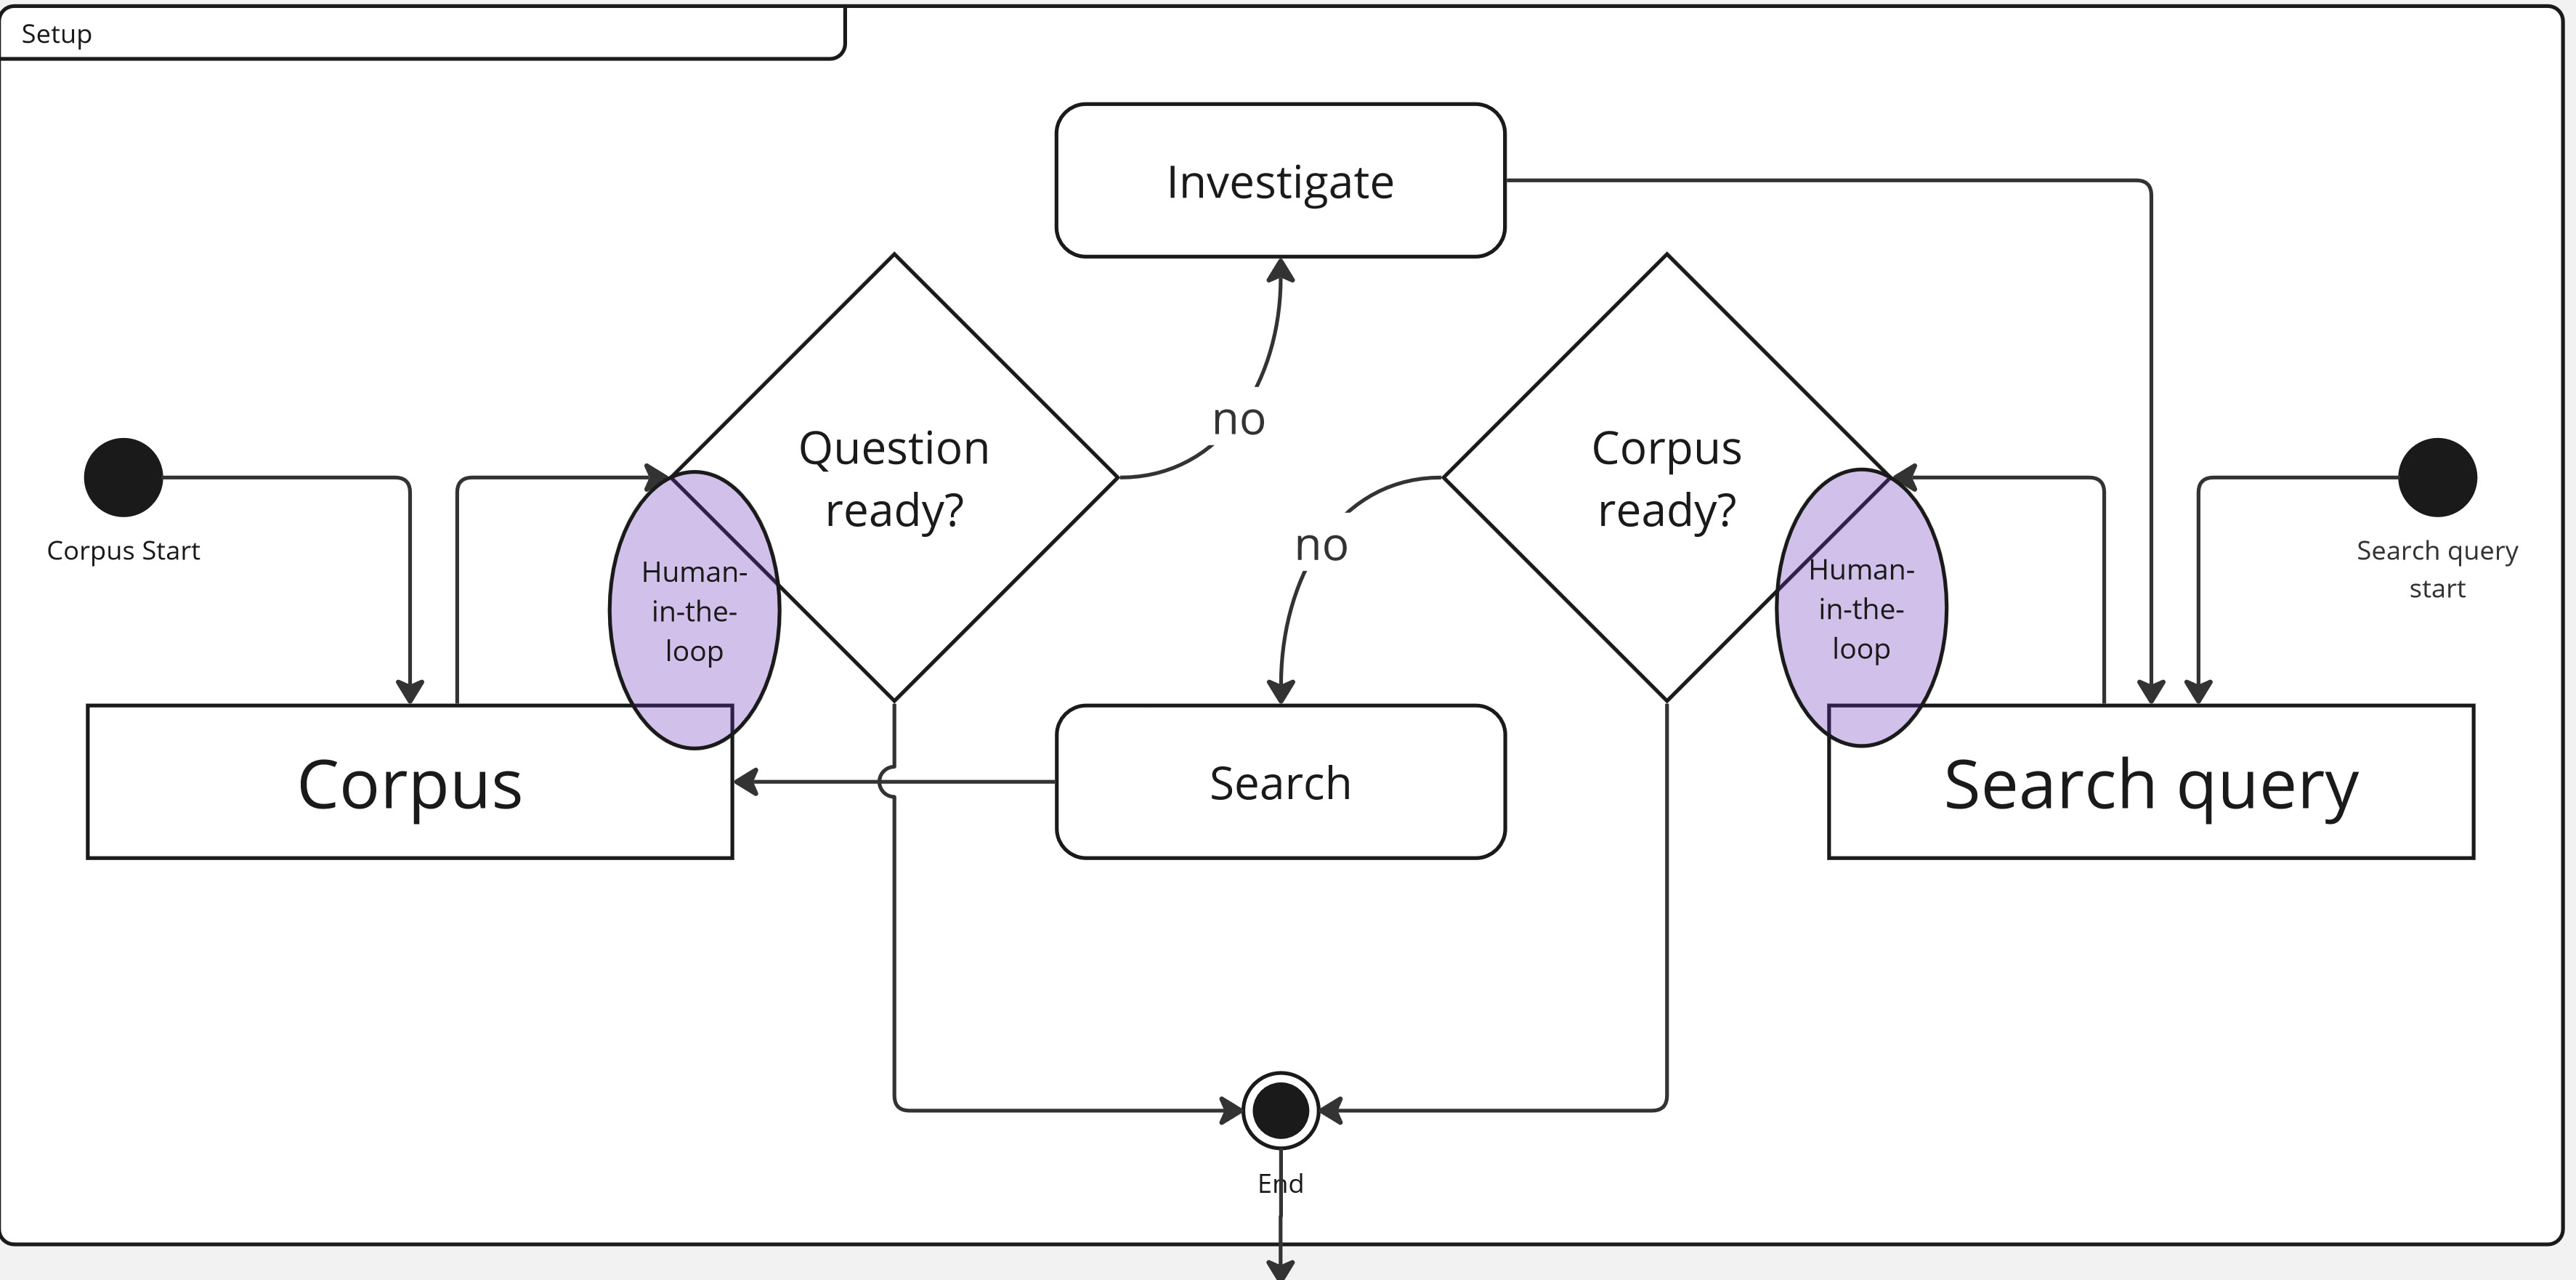 Setup
Investigate
no
Question
ready?
Corpus
ready?
no
Corpus Start
Search query
start
Human-
in-the-
loop
Human-
in-the-
loop
Corpus
Search
Search query
End